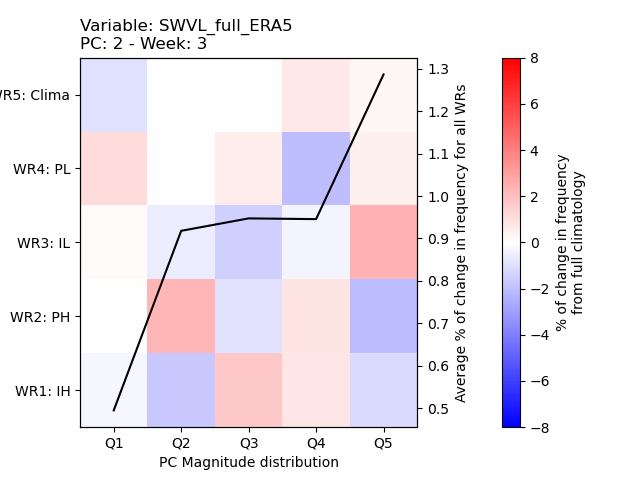 Variable: SWVL_full_ERA5
PC: 2 - Week: 3
WR5: Clima
WR4: PL
WR3: IL
WR2: PH
WR1: IH
Q1 Q2 Q3 Q4 Q5
PC Magnitude distribution
1.3
1.2
1.1
1.0
0.9
0.8
0.7
0.6
0.5
Average % of change in frequency for all WRs
8
6
4
2
0
−2
−4
−6
−8
% of change in frequency
from full climatology